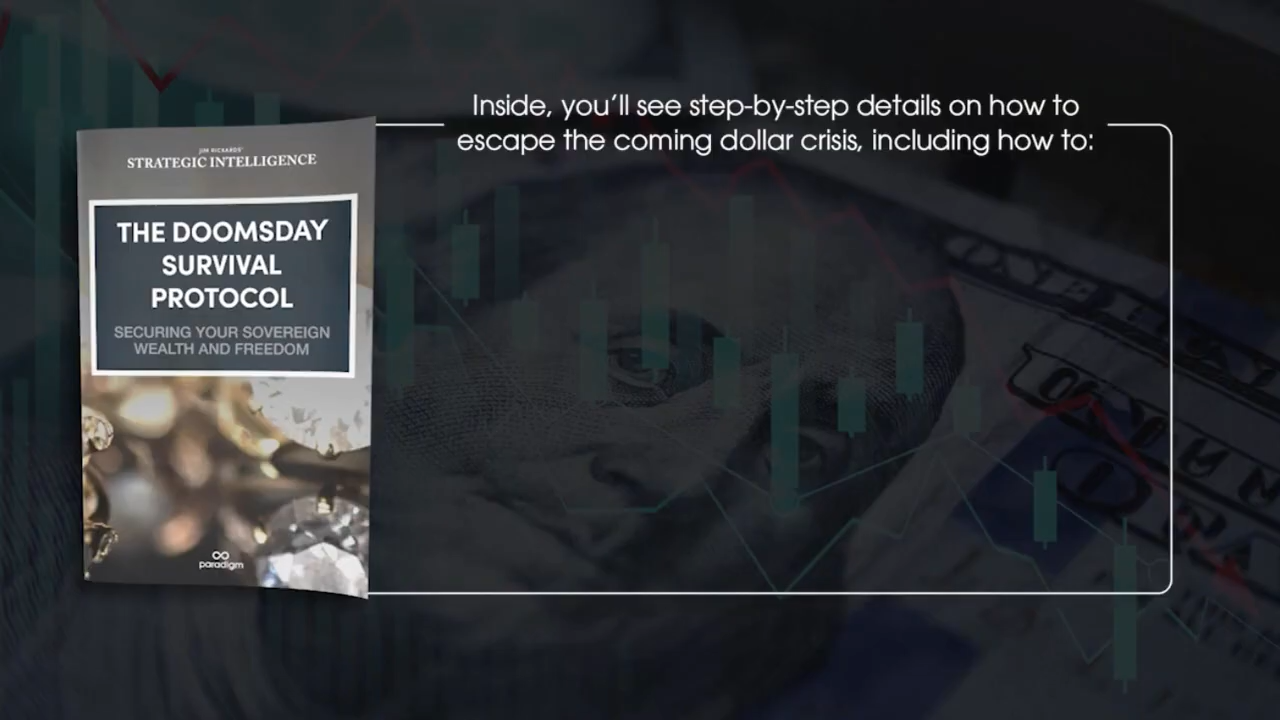 Inside, you'll see step-by-step details on how to
escape the coming dollar crisis, including how to:
JIM RICKARDS'
STRATEGIC INTELLIGENCE
THE DOOMSDAY
SURVIVAL
PROTOCOL
SECURING YOUR SOVEREIGN
WEALTH AND FREEDOM
paradigm